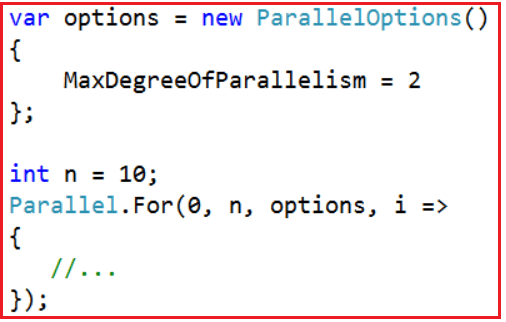 var options = new ParallelOptions()
{
    MaxDegreeOfParallelism = 2
};

int n = 10;
Parallel.For(0, n, options, i =>
{
   //...
});